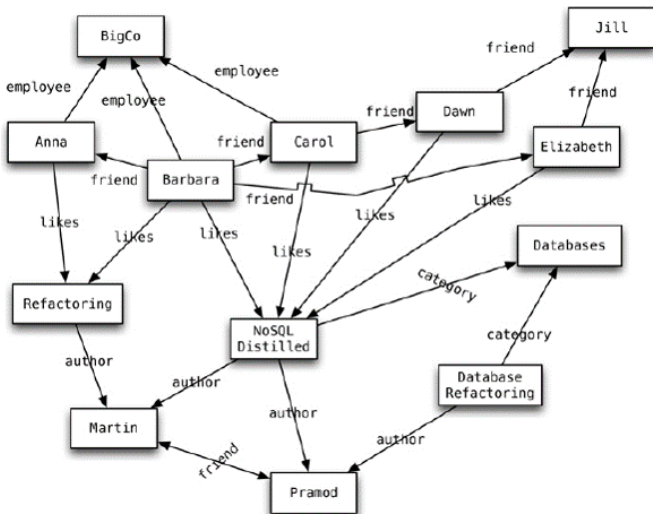 Jill
BigCo
friend
employee
employee
employee
Dawn
friend
friend
Anna
friend
Carol
Elizabeth
friend
Barbara
friend
likes
likes
likes
likes
likes
likes
Databases
category
Refactoring
NoSQL
Distilled
category
author
author
Database
Refactoring
author
Martin
author
friend
Pramod